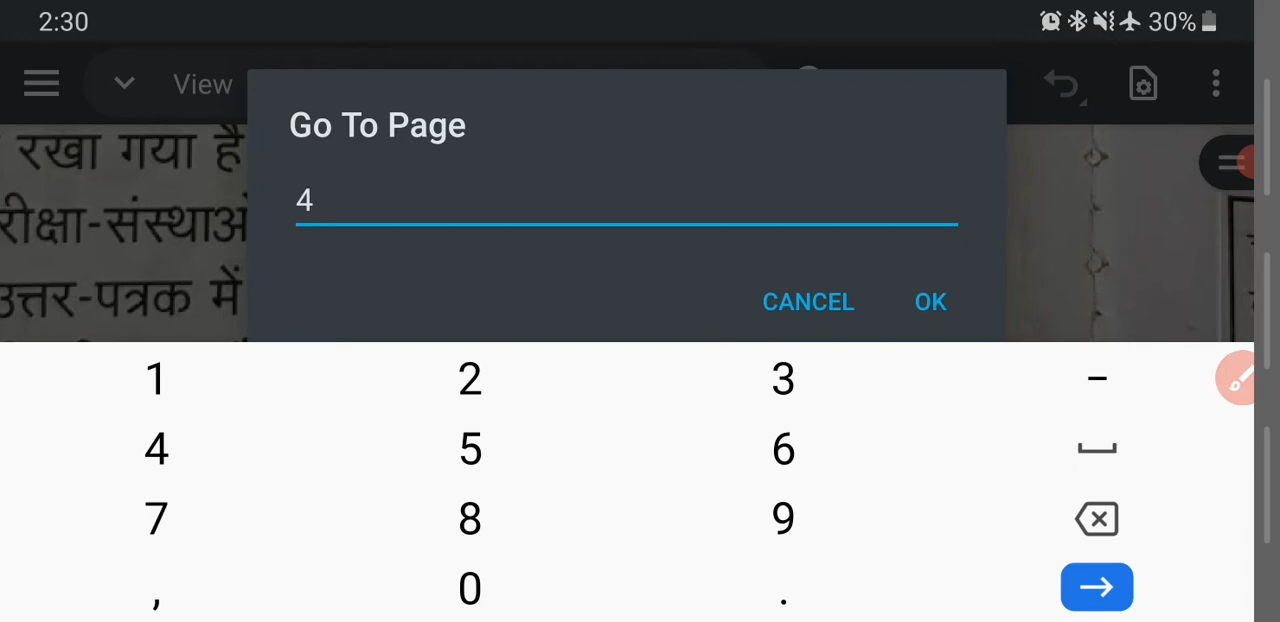 2:30
30%
View
Go To Page
4
CANCEL
OK
रखा गया है
उत्तर-पत्रक में
1 2 3 –
4 5 6
7 8 9
, 0 .